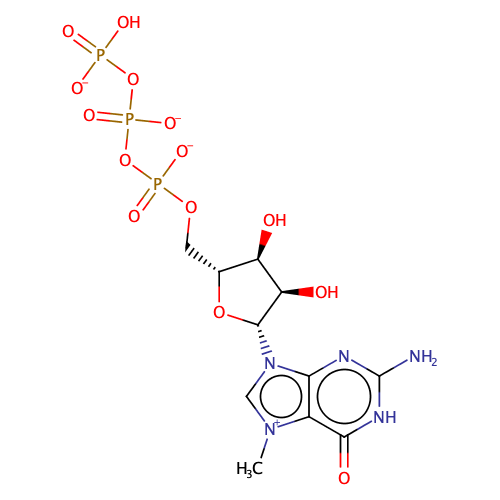 O OH
P
O⁻ O
O P O⁻
O O⁻
P
O O
OH
OH
O
N N NH₂
N⁺ NH
H₃C O